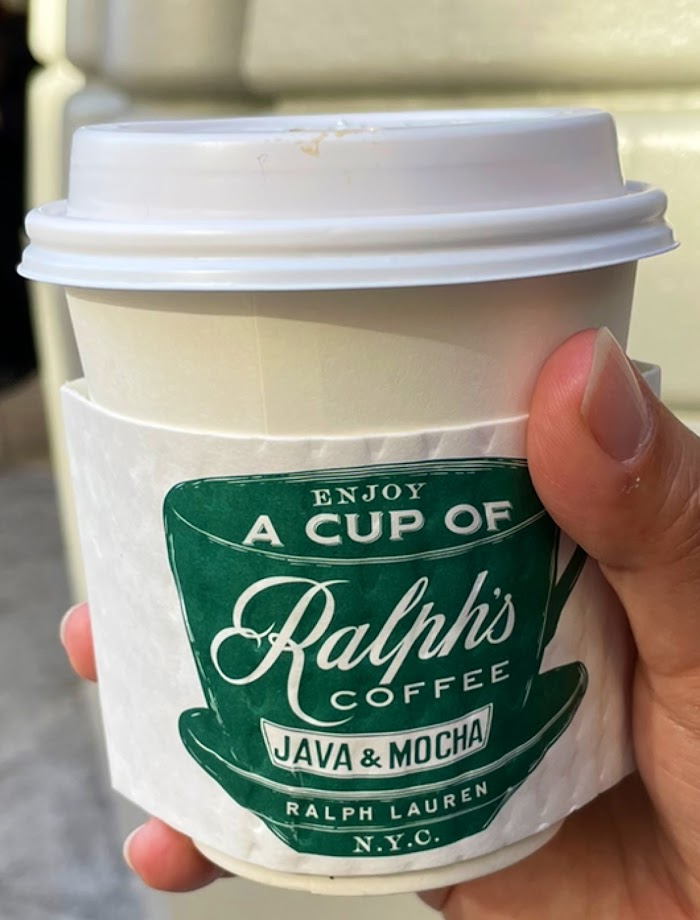 ENJOY
A CUP OF
Ralph's
COFFEE
JAVA & MOCHA
RALPH LAUREN
N.Y.C.